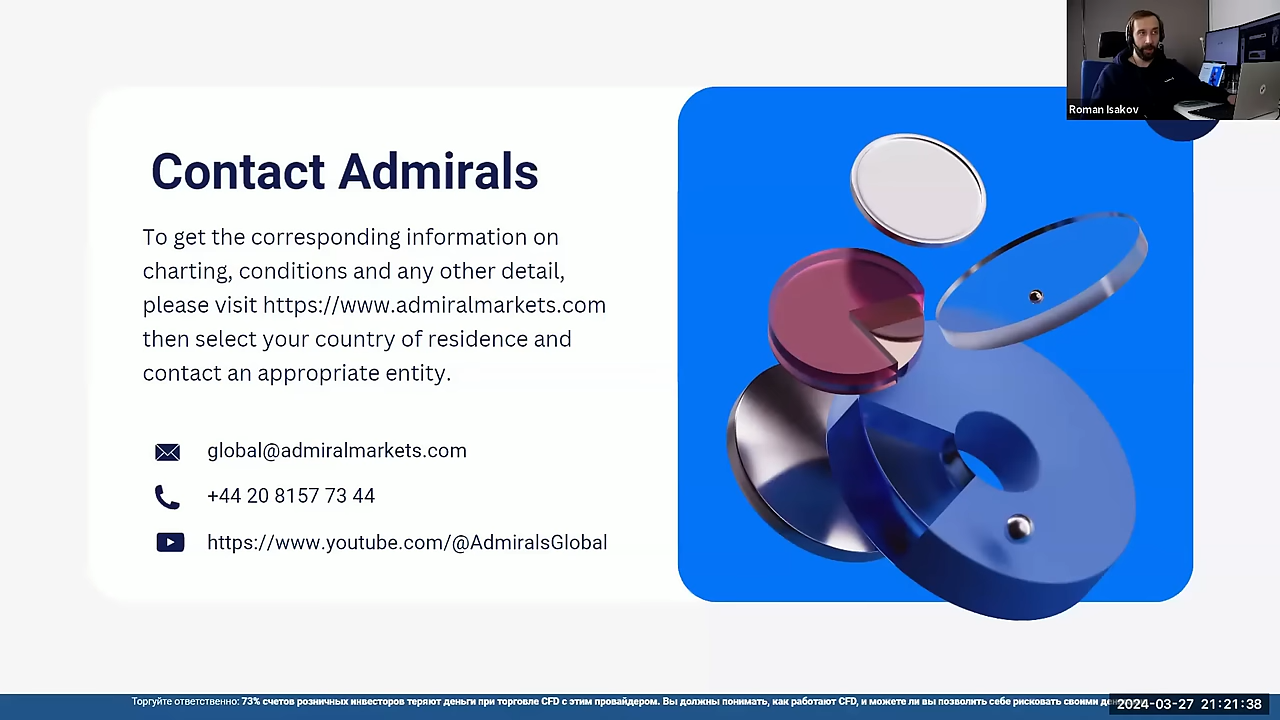 Roman Isakov
Contact Admirals
To get the corresponding information on
charting, conditions and any other detail,
please visit https://www.admiralmarkets.com
then select your country of residence and
contact an appropriate entity.
global@admiralmarkets.com
+44 20 8157 73 44
https://www.youtube.com/@AdmiralsGlobal
Торгуйте ответственно: 73% счетов розничных инвесторов теряют деньги при торговле CFD с этим провайдером. Вы должны понимать, как работают CFD, и можете ли вы позволить себе рисковать своими
2024-03-27 21:21:38